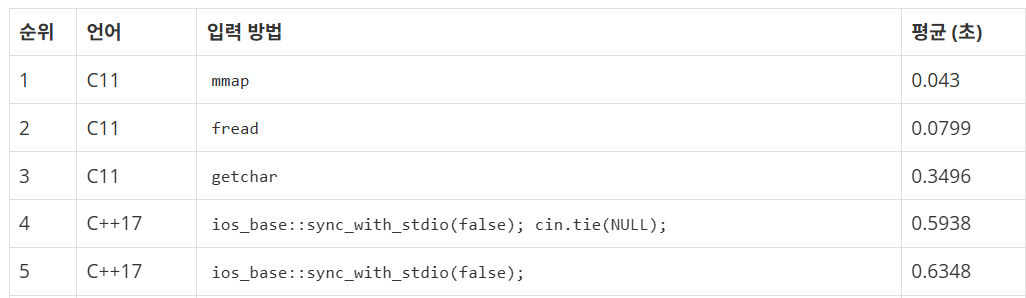 순위 언어 입력 방법 평균 (초)
1 C11 mmap 0.043
2 C11 fread 0.0799
3 C11 getchar 0.3496
4 C++17 ios_base::sync_with_stdio(false); cin.tie(NULL); 0.5938
5 C++17 ios_base::sync_with_stdio(false); 0.6348